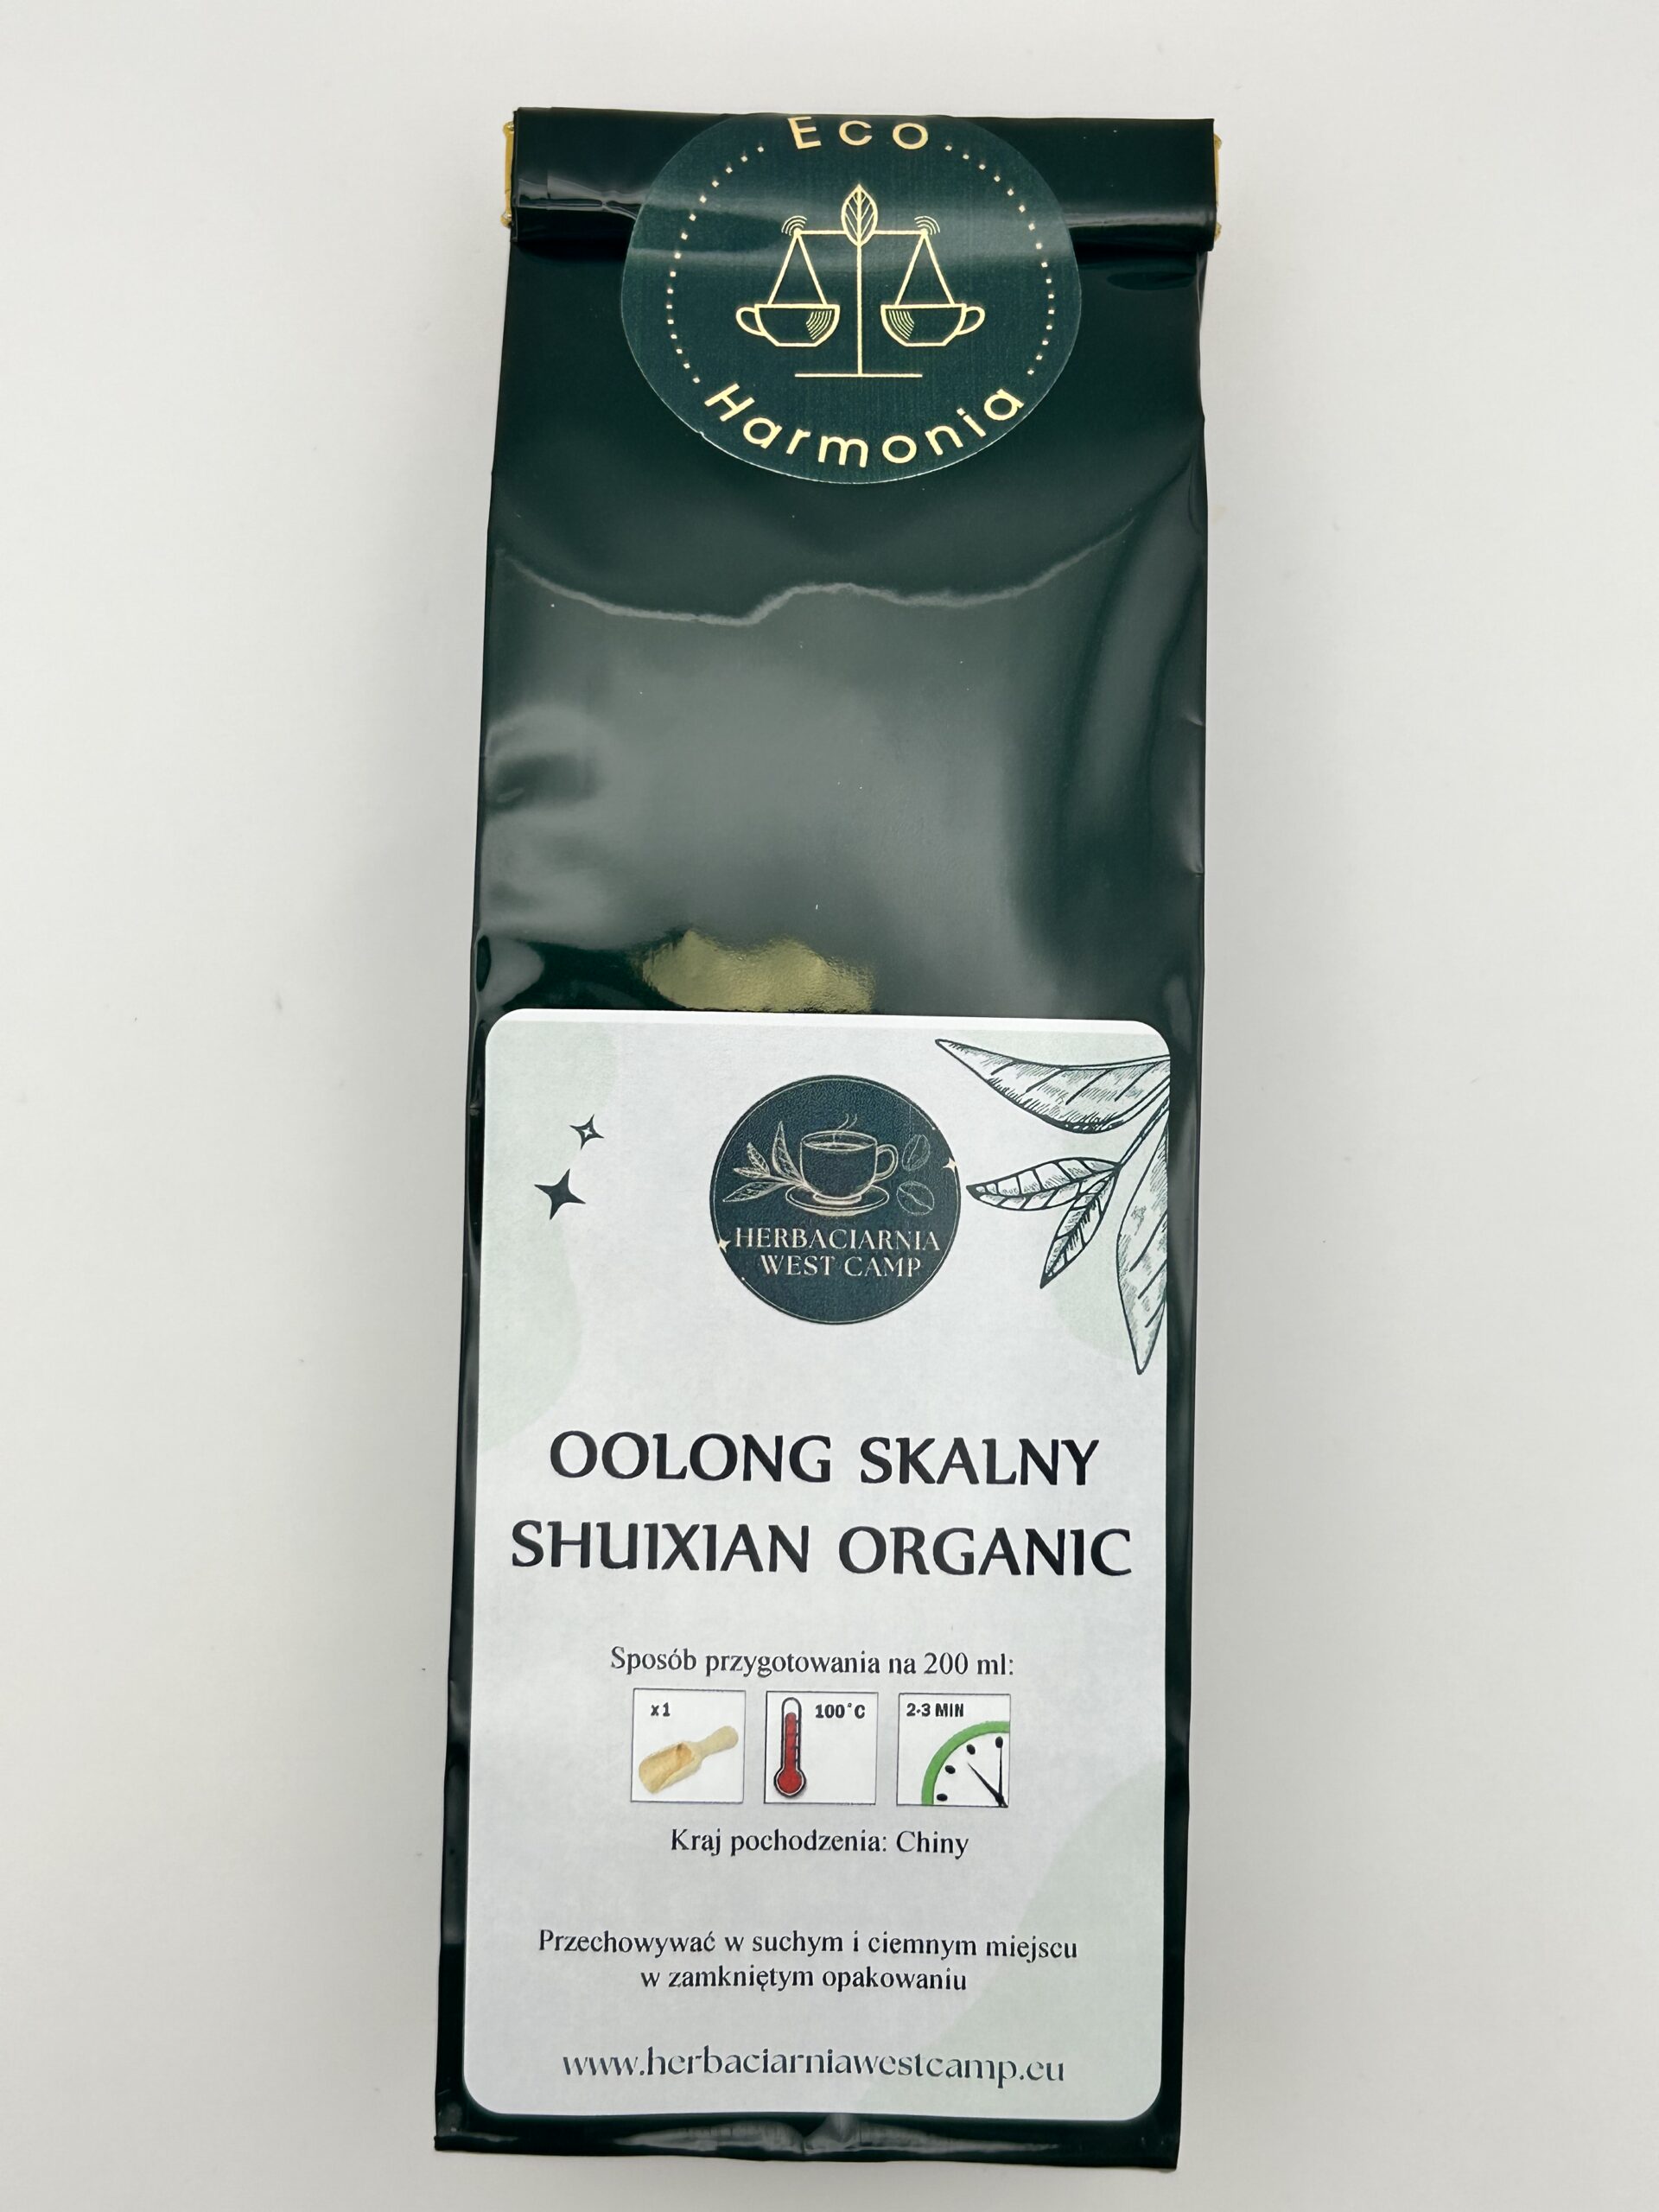 Eco
Harmonia
HERBACIARNIA
WEST CAMP
OOLONG SKALNY
SHUIXIAN ORGANIC
Sposób przygotowania na 200 ml:
x1 100°C 2-3 MIN
Kraj pochodzenia: Chiny
Przechowywać w suchym i ciemnym miejscu
w zamkniętym opakowaniu
www.herbaciarniawestcamp.eu